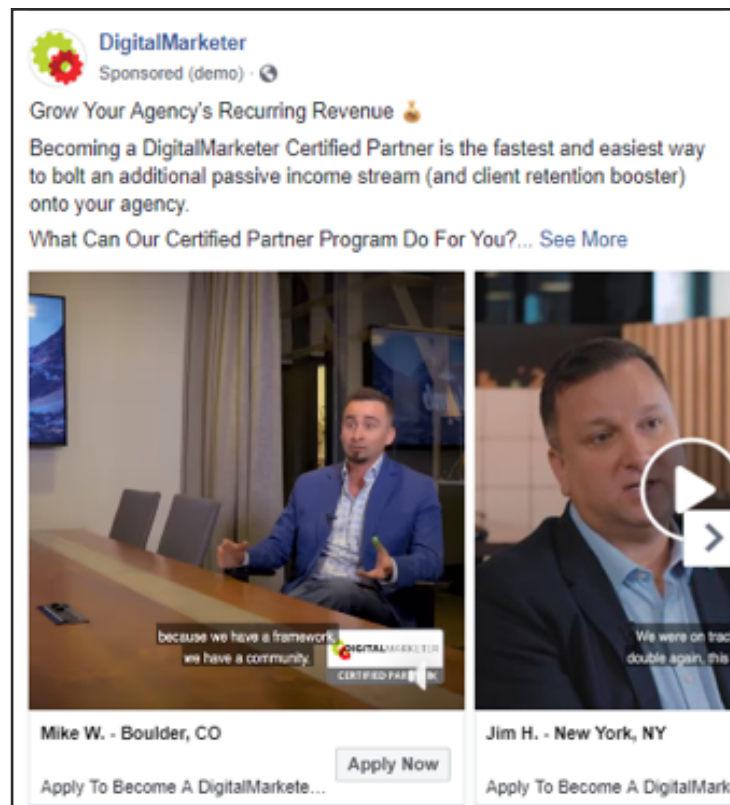 DigitalMarketer
Sponsored (demo) ·
Grow Your Agency's Recurring Revenue 💰
Becoming a DigitalMarketer Certified Partner is the fastest and easiest way
to bolt an additional passive income stream (and client retention booster)
onto your agency.
What Can Our Certified Partner Program Do For You?... See More
because we have a framework,
we have a community.
DIGITALMARKETER
CERTIFIED PAR
We were on trac
double again, this
Mike W. - Boulder, CO
Apply Now
Apply To Become A DigitalMarkete...
Jim H. - New York, NY
Apply To Become A DigitalMark